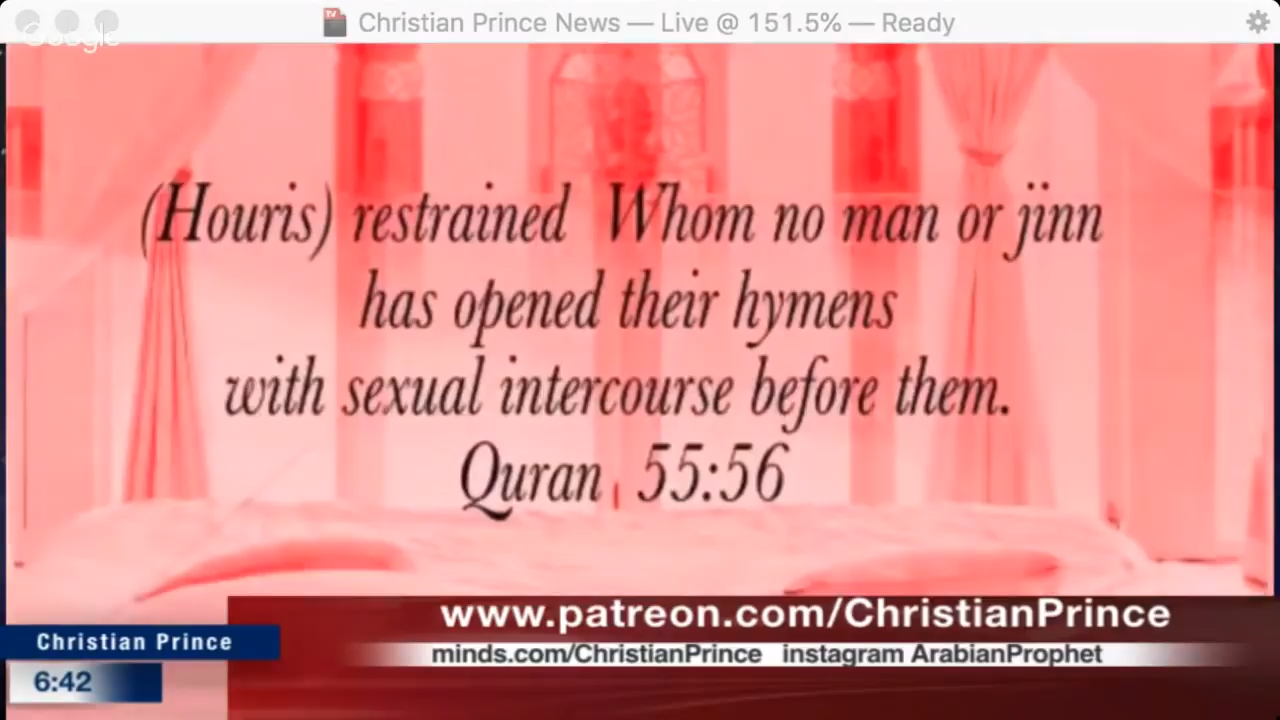 TV
Christian Prince News — Live @ 151.5% — Ready
Google
(Houris) restrained Whom no man or jinn
has opened their hymens
with sexual intercourse before them.
Quran 55:56
www.patreon.com/ChristianPrince
Christian Prince
minds.com/ChristianPrince instagram ArabianProphet
6:42